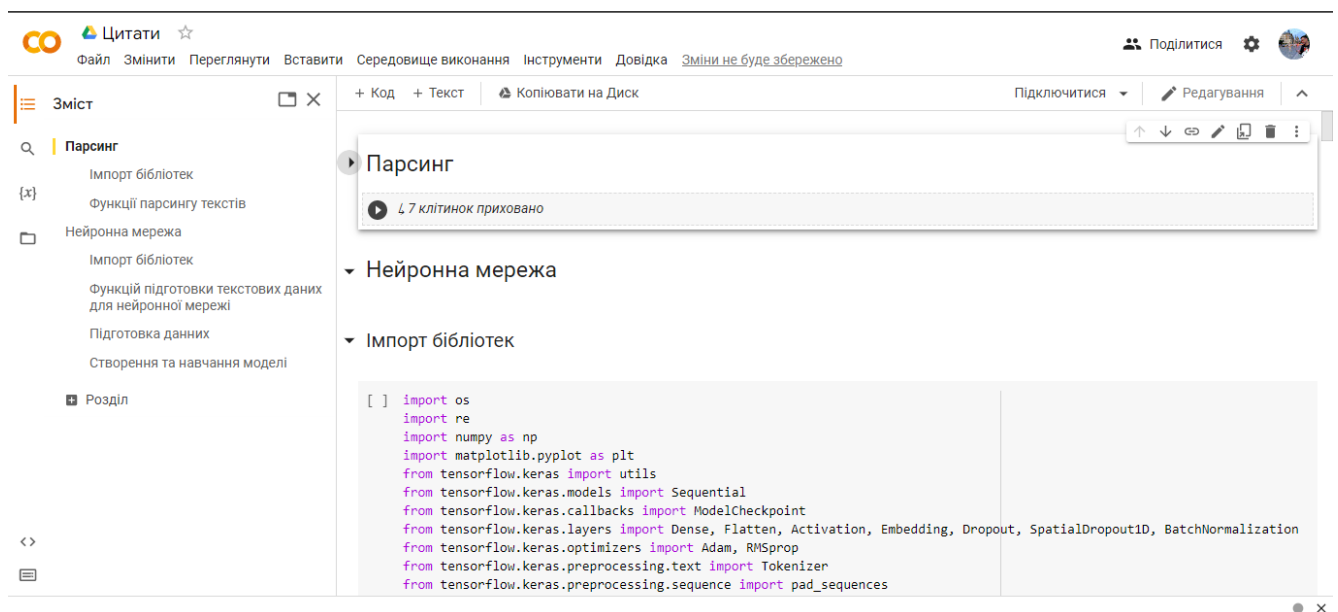 CO Цитати
Файл Змінити Переглянути Вставити Середовище виконання Інструменти Довідка Зміни не буде збережено
Поділитися
Зміст
Парсинг
Імпорт бібліотек
Функції парсингу текстів
Нейронна мережа
Імпорт бібліотек
Функцій підготовки текстових даних
для нейронної мережі
Підготовка данних
Створення та навчання моделі
Розділ
{x}
<>
+ Код + Текст Копіювати на Диск Підключитися Редагування
Парсинг
↳ 7 клітинок приховано
Нейронна мережа
Імпорт бібліотек
[ ] import os
import re
import numpy as np
import matplotlib.pyplot as plt
from tensorflow.keras import utils
from tensorflow.keras.models import Sequential
from tensorflow.keras.callbacks import ModelCheckpoint
from tensorflow.keras.layers import Dense, Flatten, Activation, Embedding, Dropout, SpatialDropout1D, BatchNormalization
from tensorflow.keras.optimizers import Adam, RMSprop
from tensorflow.keras.preprocessing.text import Tokenizer
from tensorflow.keras.preprocessing.sequence import pad_sequences